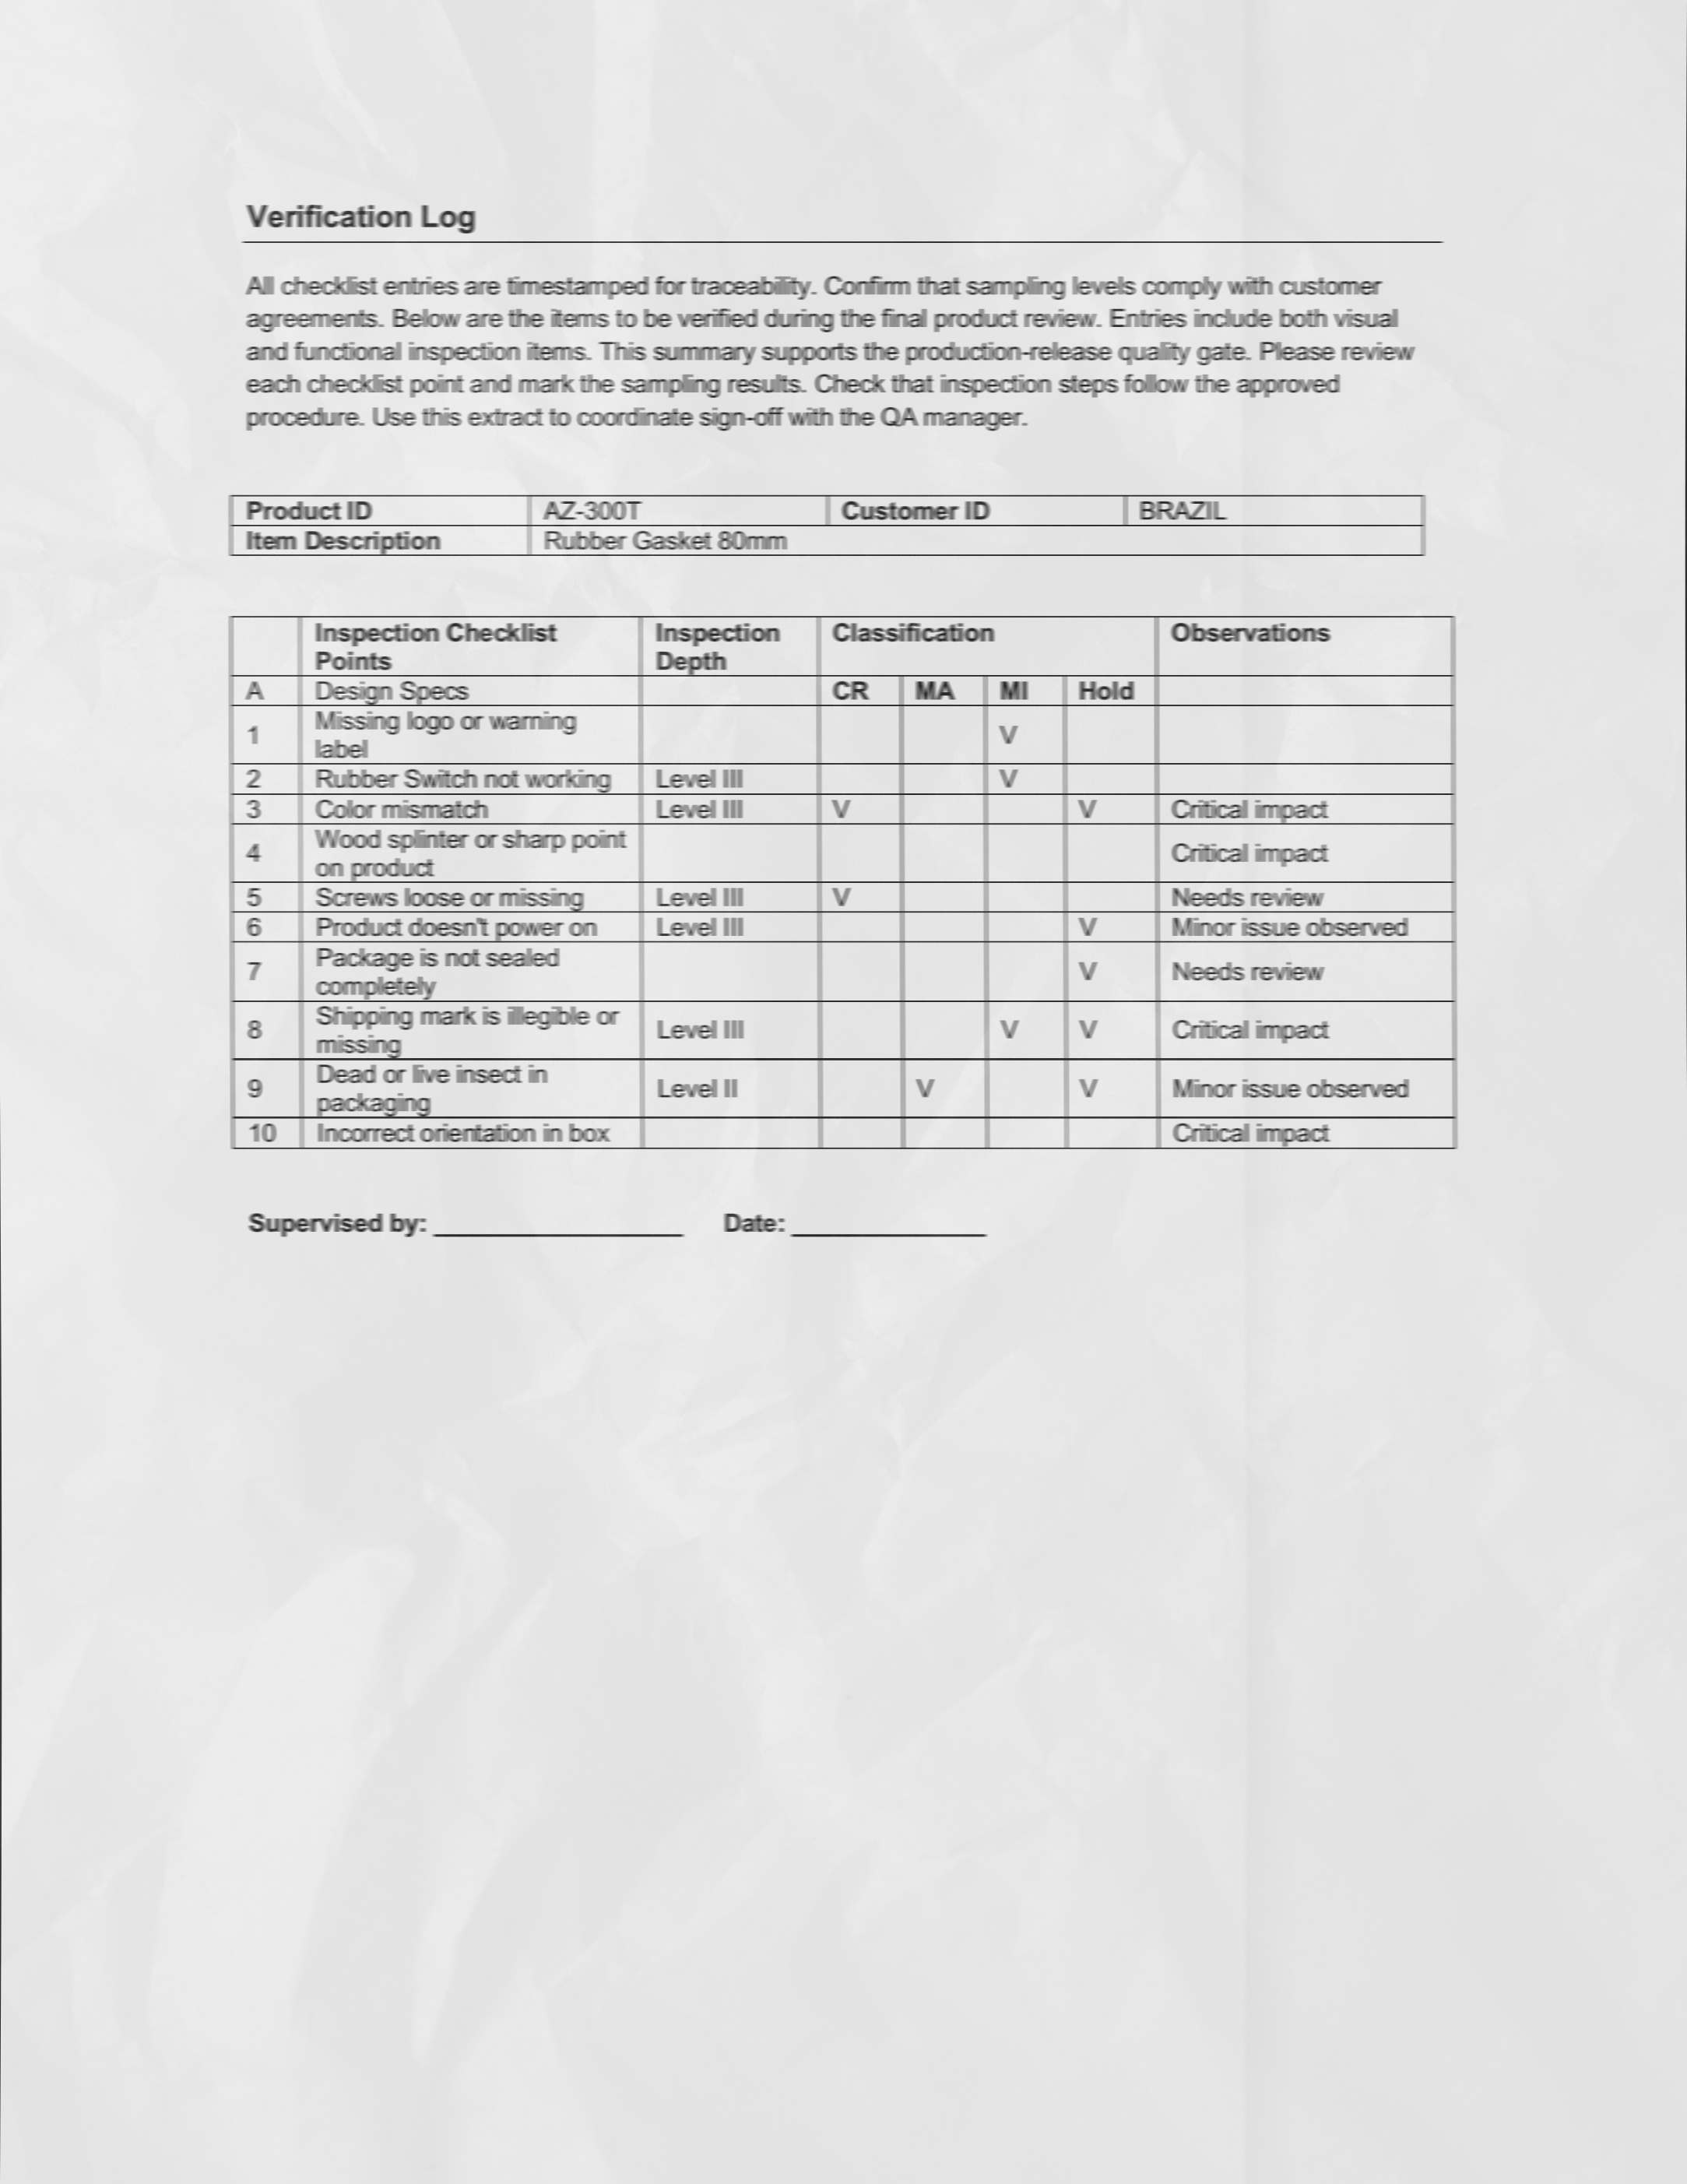 Verification Log
All checklist entries are timestamped for traceability. Confirm that sampling levels comply with customer
agreements. Below are the items to be verified during the final product review. Entries include both visual
and functional inspection items. This summary supports the production-release quality gate. Please review
each checklist point and mark the sampling results. Check that inspection steps follow the approved
procedure. Use this extract to coordinate sign-off with the QA manager.
Product ID AZ-300T Customer ID BRAZIL
Item Description Rubber Gasket 80mm
Inspection Checklist Inspection Classification Observations
Points Depth
A Design Specs CR MA MI Hold
1 Missing logo or warning V
label
2 Rubber Switch not working Level III V
3 Color mismatch Level III V V Critical impact
4 Wood splinter or sharp point Critical impact
on product
5 Screws loose or missing Level III V Needs review
6 Product doesn't power on Level III V Minor issue observed
7 Package is not sealed V Needs review
completely
8 Shipping mark is illegible or Level III V V Critical impact
missing
9 Dead or live insect in Level II V V Minor issue observed
packaging
10 Incorrect orientation in box Critical impact
Supervised by: ____________________ Date: ________________